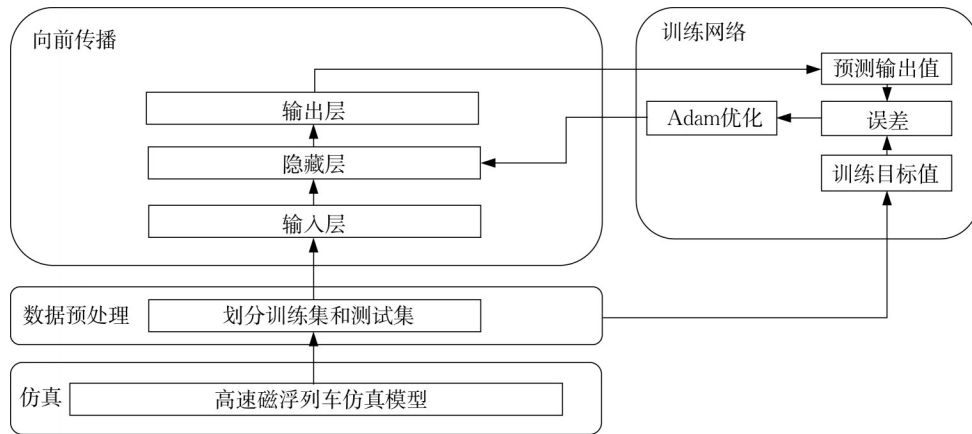 向前传播
训练网络
预测输出值
输出层
Adam优化
误差
隐藏层
训练目标值
输入层
数据预处理
划分训练集和测试集
仿真
高速磁浮列车仿真模型